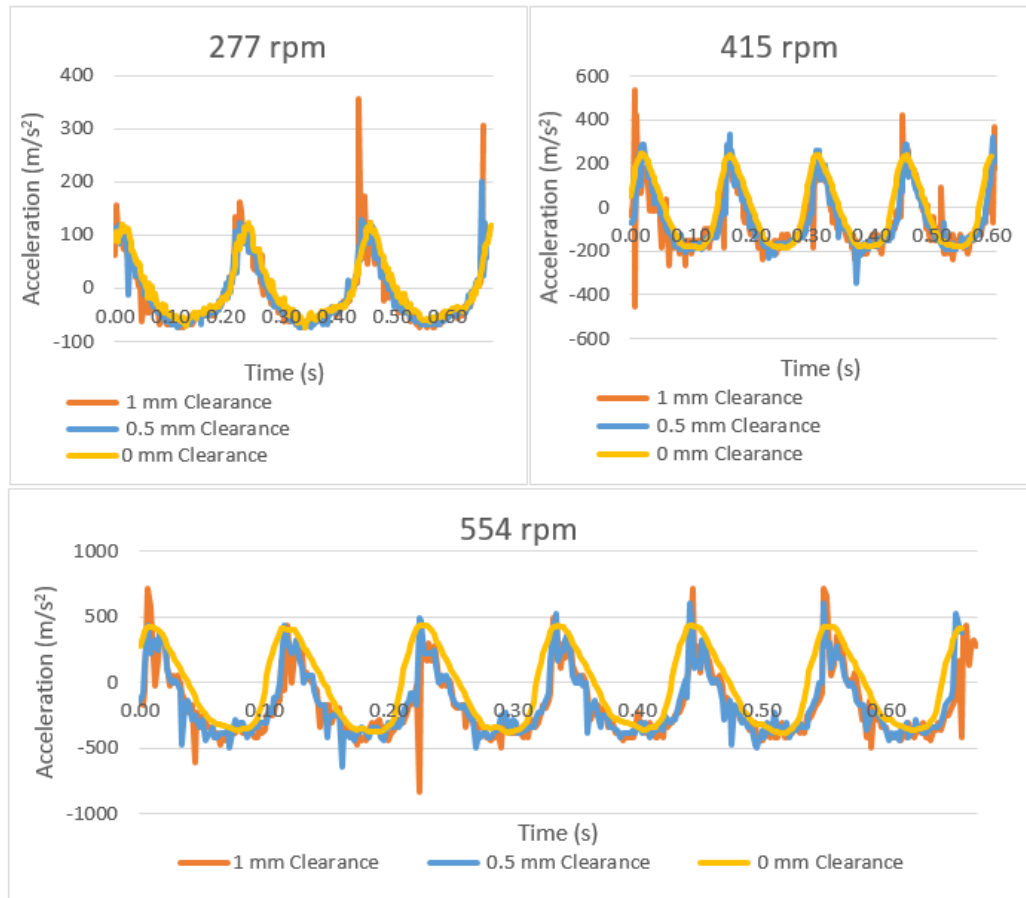 277 rpm
400
300
200
100
0
-100
Acceleration (m/s²)
0.00 0.10 0.20 0.30 0.40 0.50 0.60
Time (s)
1 mm Clearance
0.5 mm Clearance
0 mm Clearance
415 rpm
600
400
200
0
-200
-400
-600
Acceleration (m/s²)
0.00 0.10 0.20 0.30 0.40 0.50 0.60
Time (s)
1 mm Clearance
0.5 mm Clearance
0 mm Clearance
554 rpm
1000
500
0
-500
-1000
Acceleration (m/s²)
0.00 0.10 0.20 0.30 0.40 0.50 0.60
Time (s)
1 mm Clearance 0.5 mm Clearance 0 mm Clearance